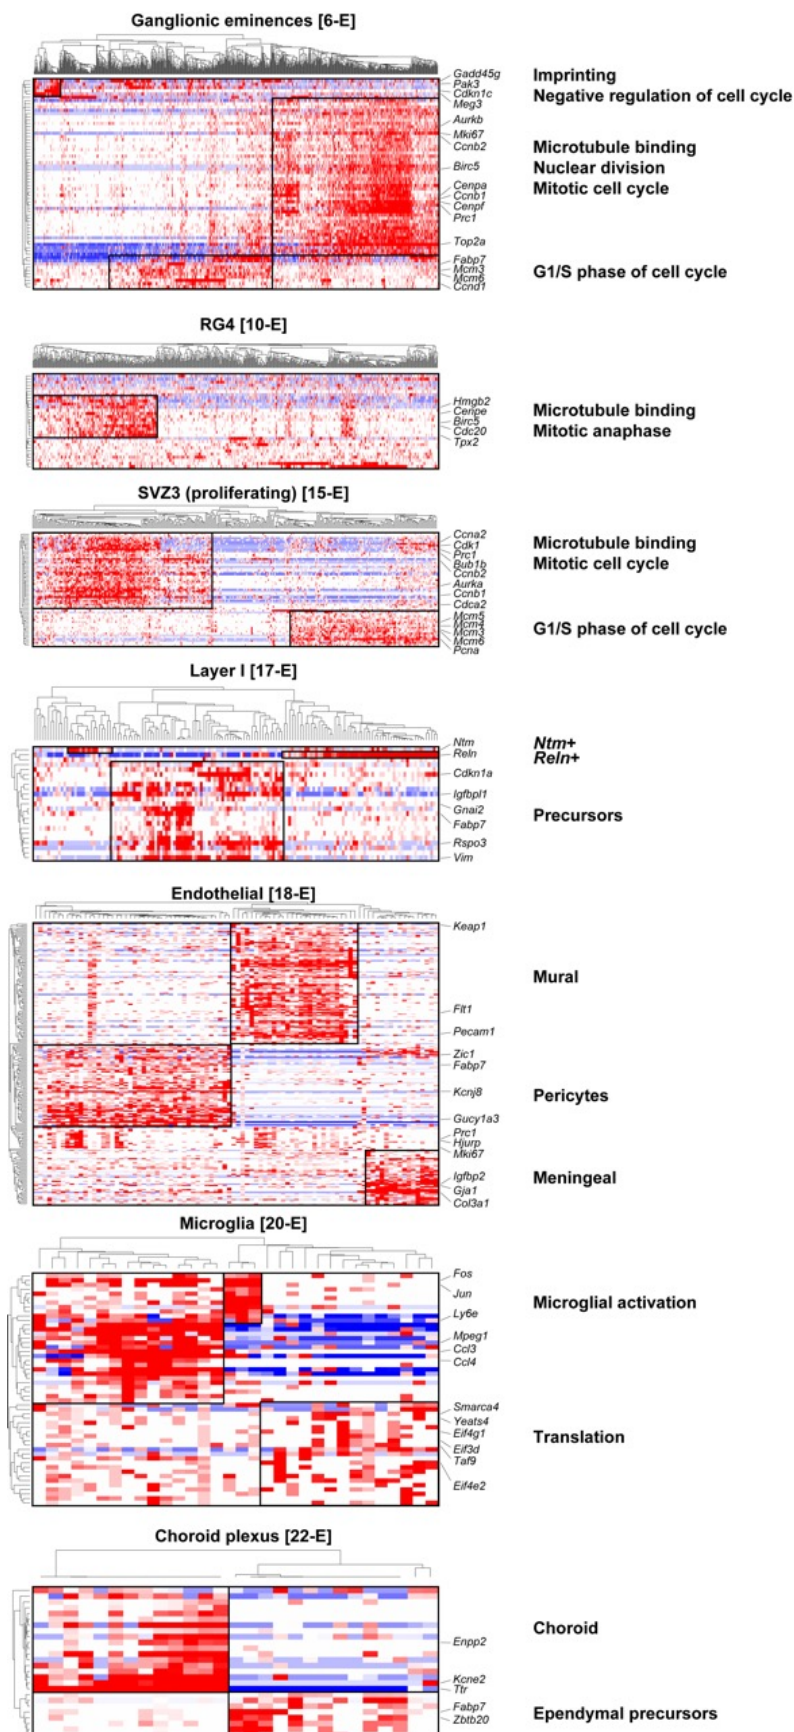 Ganglionic eminences [6-E]
Gadd45g
Pak3
Cdkn1c
Meg3
Aurkb
Mki67
Ccnb2
Birc5
Cenpa
Ccnb1
Cenpf
Prc1
Top2a
Fabp7
Mcm3
Mcm6
Ccnd1
Imprinting
Negative regulation of cell cycle
Microtubule binding
Nuclear division
Mitotic cell cycle
G1/S phase of cell cycle
RG4 [10-E]
Hmgb2
Cenpe
Birc5
Cdc20
Tpx2
Microtubule binding
Mitotic anaphase
SVZ3 (proliferating) [15-E]
Ccna2
Cdk1
Prc1
Bub1b
Ccnb2
Aurka
Ccnb1
Cdca2
Mcm5
Mcm4
Mcm3
Mcm6
Pcna
Microtubule binding
Mitotic cell cycle
G1/S phase of cell cycle
Layer I [17-E]
Ntm
Reln
Cdkn1a
Igfbpl1
Gnai2
Fabp7
Rspo3
Vim
Ntm+
Reln+
Precursors
Endothelial [18-E]
Keap1
Flt1
Pecam1
Zic1
Fabp7
Kcnj8
Gucy1a3
Prc1
Hjurp
Mki67
Igfbp2
Gja1
Col3a1
Mural
Pericytes
Meningeal
Microglia [20-E]
Fos
Jun
Ly6e
Mpeg1
Ccl3
Ccl4
Smarca4
Yeats4
Eif4g1
Eif3d
Taf9
Eif4e2
Microglial activation
Translation
Choroid plexus [22-E]
Enpp2
Kcne2
Ttr
Fabp7
Zbtb20
Choroid
Ependymal precursors